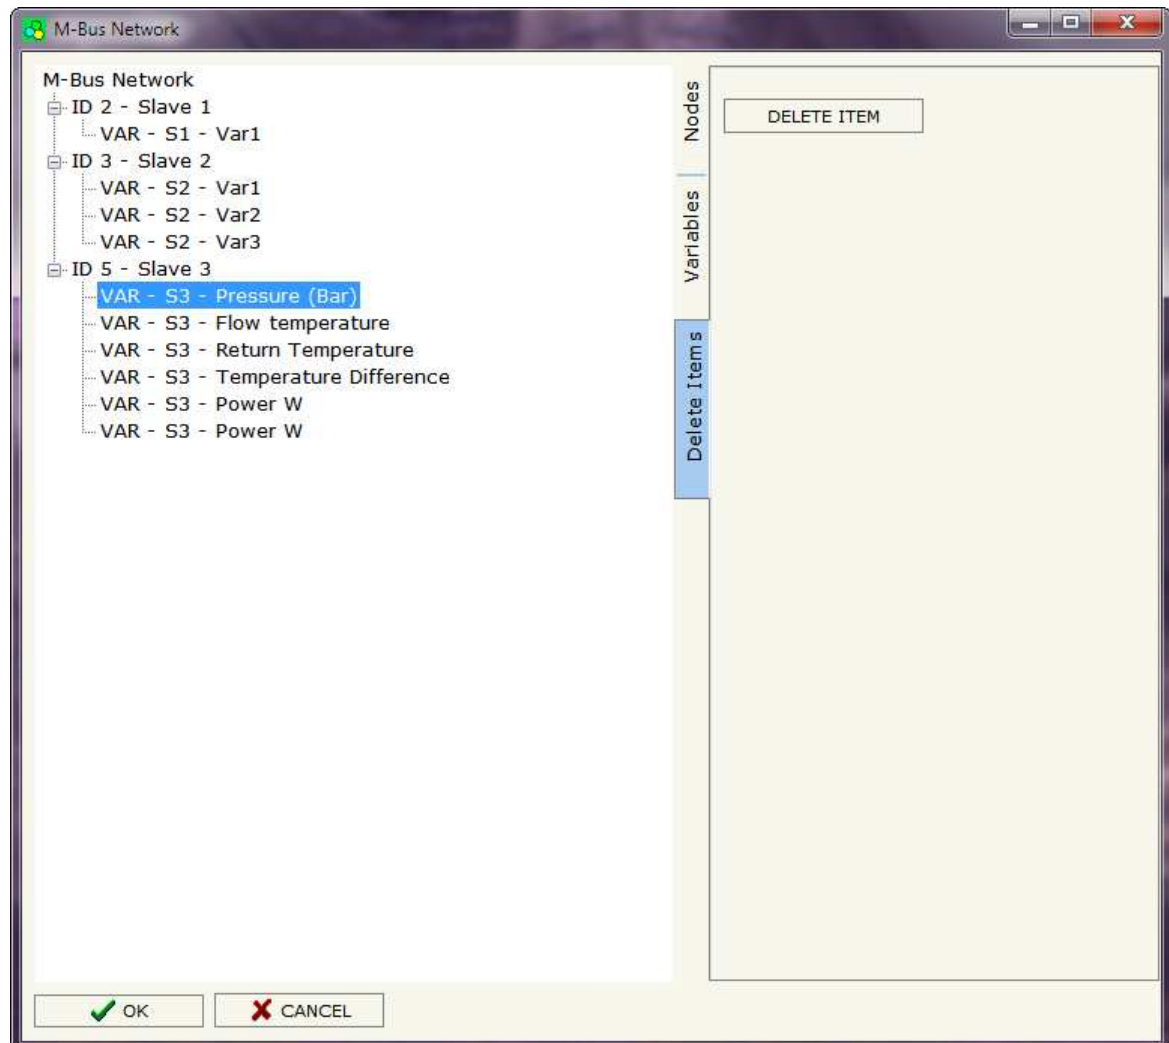 M-Bus Network
M-Bus Network
ID 2 - Slave 1
VAR - S1 - Var1
ID 3 - Slave 2
VAR - S2 - Var1
VAR - S2 - Var2
VAR - S2 - Var3
ID 5 - Slave 3
VAR - S3 - Pressure (Bar)
VAR - S3 - Flow temperature
VAR - S3 - Return Temperature
VAR - S3 - Temperature Difference
VAR - S3 - Power W
VAR - S3 - Power W
Nodes
Variables
Delete Items
DELETE ITEM
OK
CANCEL